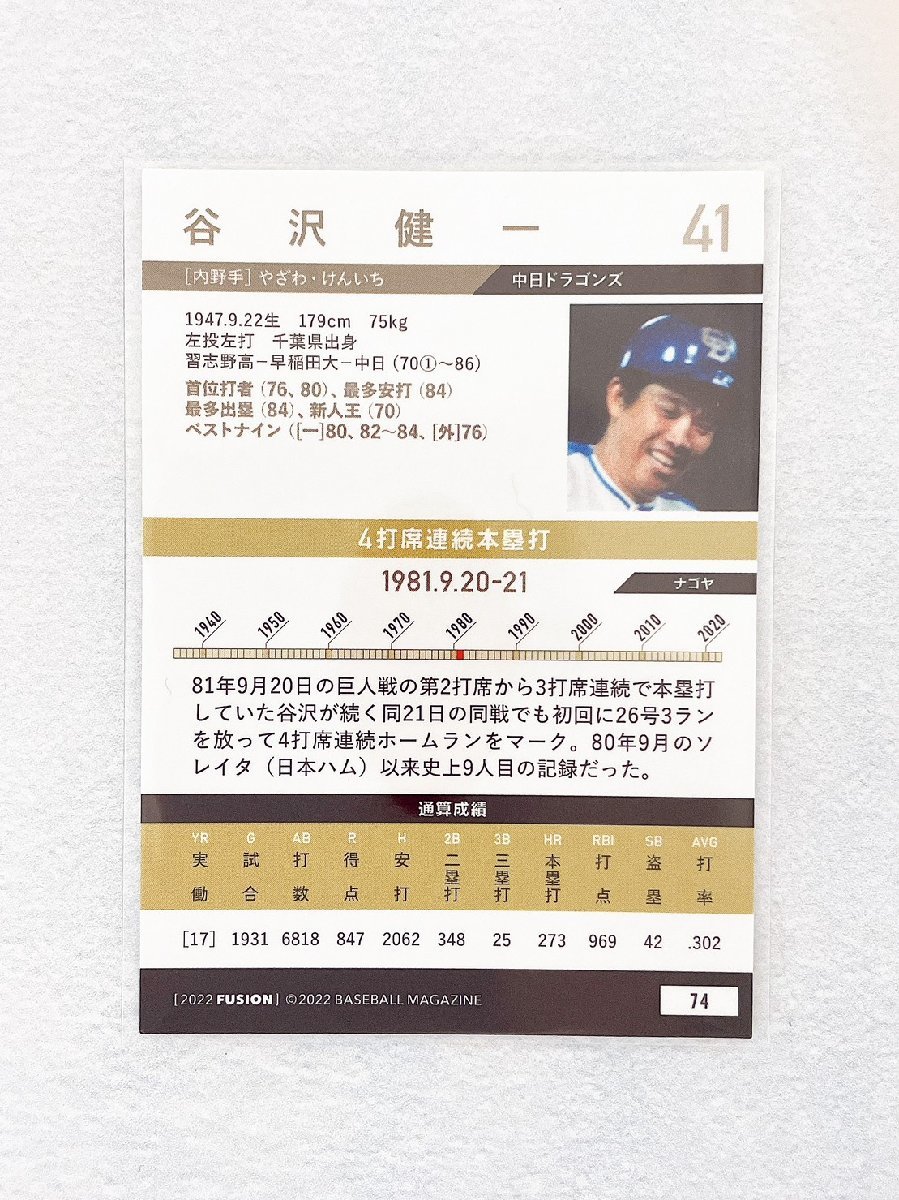 谷沢健一 41
[内野手] やざわ・けんいち 中日ドラゴンズ
1947.9.22生 179cm 75kg
左投左打 千葉県出身
習志野高－早稲田大－中日 (70①～86)
首位打者 (76、80)、最多安打 (84)
最多出塁 (84)、新人王 (70)
ベストナイン ([一]80、82～84、[外]76)
CD
4打席連続本塁打
1981.9.20-21 ナゴヤ
1940 1950 1960 1970 1980 1990 2000 2010 2020
81年9月20日の巨人戦の第2打席から3打席連続で本塁打
していた谷沢が続く同21日の同戦でも初回に26号3ラン
を放って4打席連続ホームランをマーク。80年9月のソ
レイタ（日本ハム）以来史上9人目の記録だった。
通算成績
YR G AB R H 2B 3B HR RBI SB AVG
実働 試合 打数 得点 安打 二塁打 三塁打 本塁打 打点 盗塁 打率
[17] 1931 6818 847 2062 348 25 273 969 42 .302
[2022 FUSION] ©2022 BASEBALL MAGAZINE 74